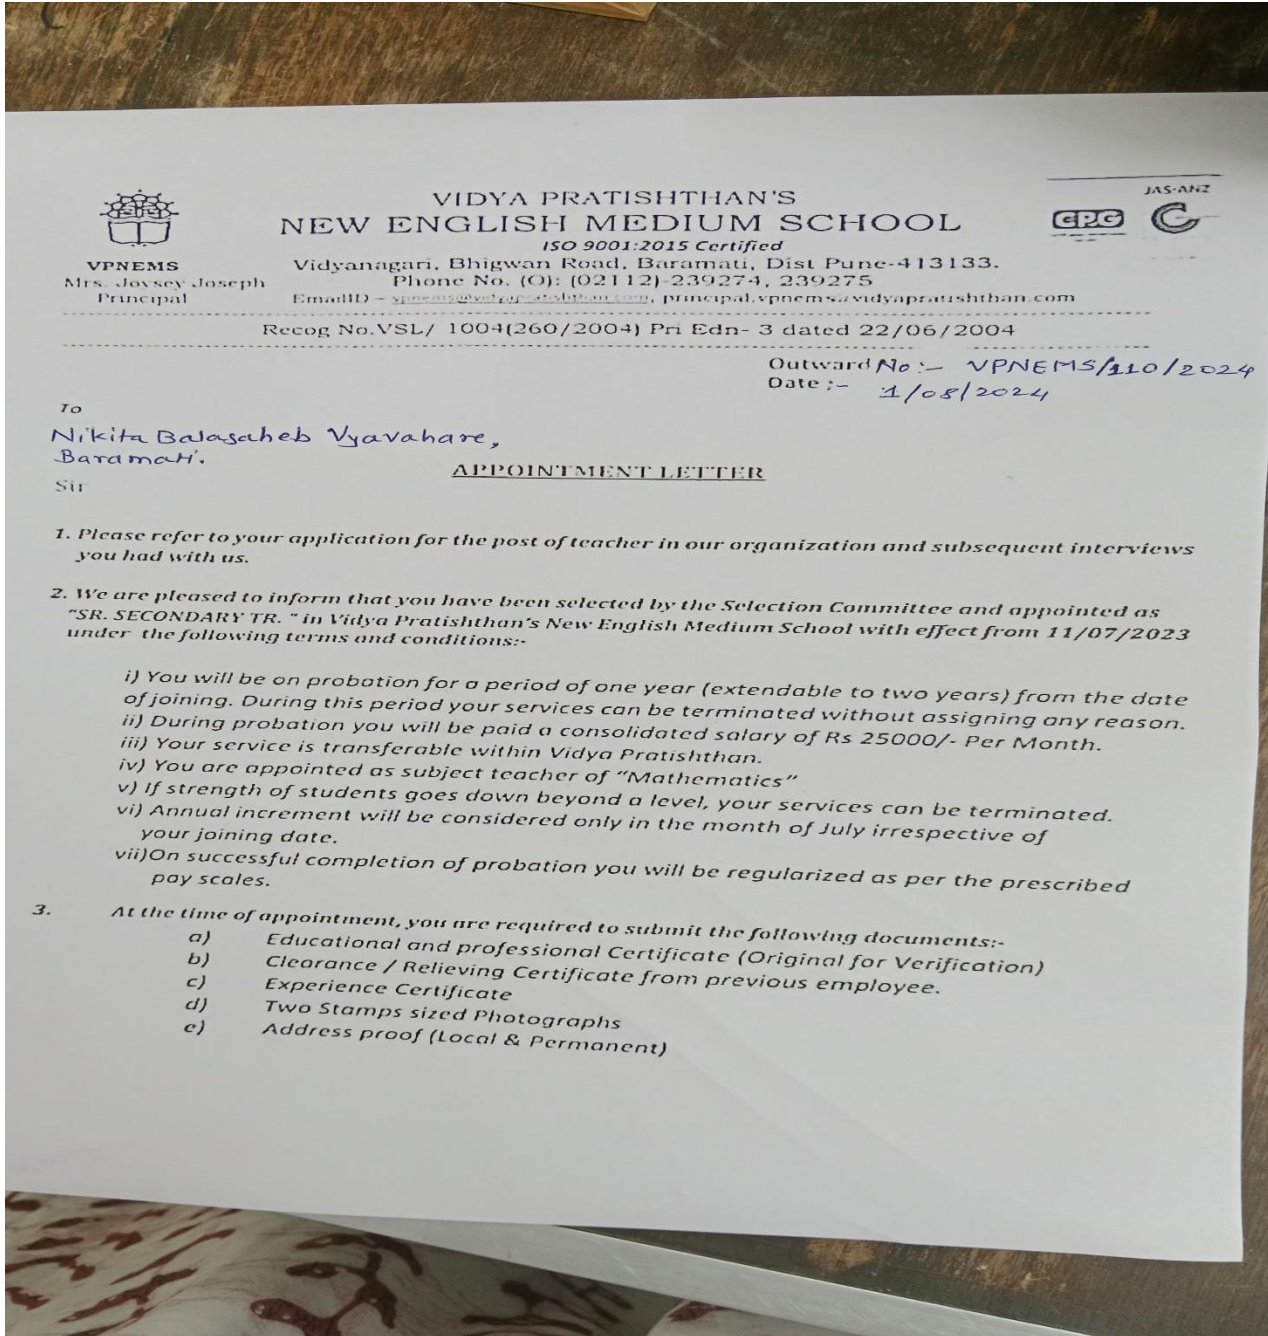 VIDYA PRATISHTHAN'S
NEW ENGLISH MEDIUM SCHOOL
ISO 9001:2015 Certified
VPNEMS
Mrs. Joysey Joseph
Principal
Vidyanagari, Bhigwan Road, Baramati, Dist Pune-413133.
Phone No. (O): (02112)-239274, 239275
EmailID - vpnems@vidyapratishthan.com, principal.vpnems@vidyapratishthan.com
JAS-ANZ
CPG
Recog No.VSL/ 1004(260/2004) Pri Edn- 3 dated 22/06/2004
Outward No :- VPNEMS/110/2024
Date :- 1/08/2024
To
Nikita Balasaheb Vyavahare,
Baramati.
APPOINTMENT LETTER
Sir
1. Please refer to your application for the post of teacher in our organization and subsequent interviews
you had with us.
2. We are pleased to inform that you have been selected by the Selection Committee and appointed as
"SR. SECONDARY TR. " in Vidya Pratishthan's New English Medium School with effect from 11/07/2023
under the following terms and conditions:-
i) You will be on probation for a period of one year (extendable to two years) from the date
of joining. During this period your services can be terminated without assigning any reason.
ii) During probation you will be paid a consolidated salary of Rs 25000/- Per Month.
iii) Your service is transferable within Vidya Pratishthan.
iv) You are appointed as subject teacher of "Mathematics"
v) If strength of students goes down beyond a level, your services can be terminated.
vi) Annual increment will be considered only in the month of July irrespective of
your joining date.
vii)On successful completion of probation you will be regularized as per the prescribed
pay scales.
3. At the time of appointment, you are required to submit the following documents:-
a) Educational and professional Certificate (Original for Verification)
b) Clearance / Relieving Certificate from previous employee.
c) Experience Certificate
d) Two Stamps sized Photographs
e) Address proof (Local & Permanent)